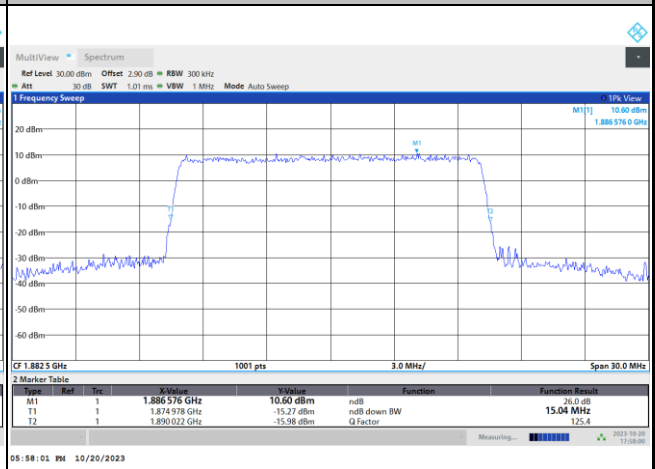 MultiView Spectrum
Ref Level 30.00 dBm Offset 2.90 dB RBW 300 kHz
Att 30 dB SWT 1.01 ms VBW 1 MHz Mode Auto Sweep
1 Frequency Sweep 1Pk View
M1[1] 10.60 dBm
1.886 576 0 GHz
20 dBm
M1
10 dBm
0 dBm
-10 dBm
T1
T2
-20 dBm
-30 dBm
-40 dBm
-50 dBm
-60 dBm
CF 1.882 5 GHz 1001 pts 3.0 MHz/ Span 30.0 MHz
2 Marker Table
Type Ref Trc X-Value Y-Value Function Function Result
M1 1 1.886 576 GHz 10.60 dBm ndB 26.0 dB
T1 1 1.874 978 GHz -15.27 dBm ndB down BW 15.04 MHz
T2 1 1.890 022 GHz -15.98 dBm Q Factor 125.4
Measuring... 2023-10-20
17:58:00
05:58:01 PM 10/20/2023